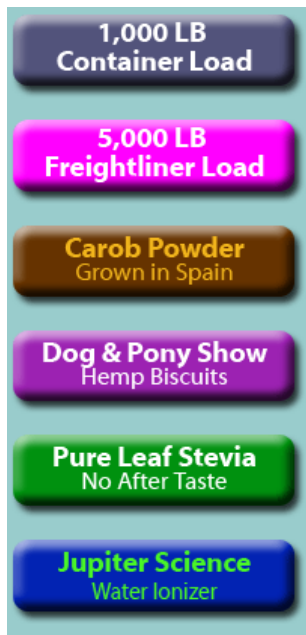 1,000 LB
Container Load
5,000 LB
Freightliner Load
Carob Powder
Grown in Spain
Dog & Pony Show
Hemp Biscuits
Pure Leaf Stevia
No After Taste
Jupiter Science
Water Ionizer